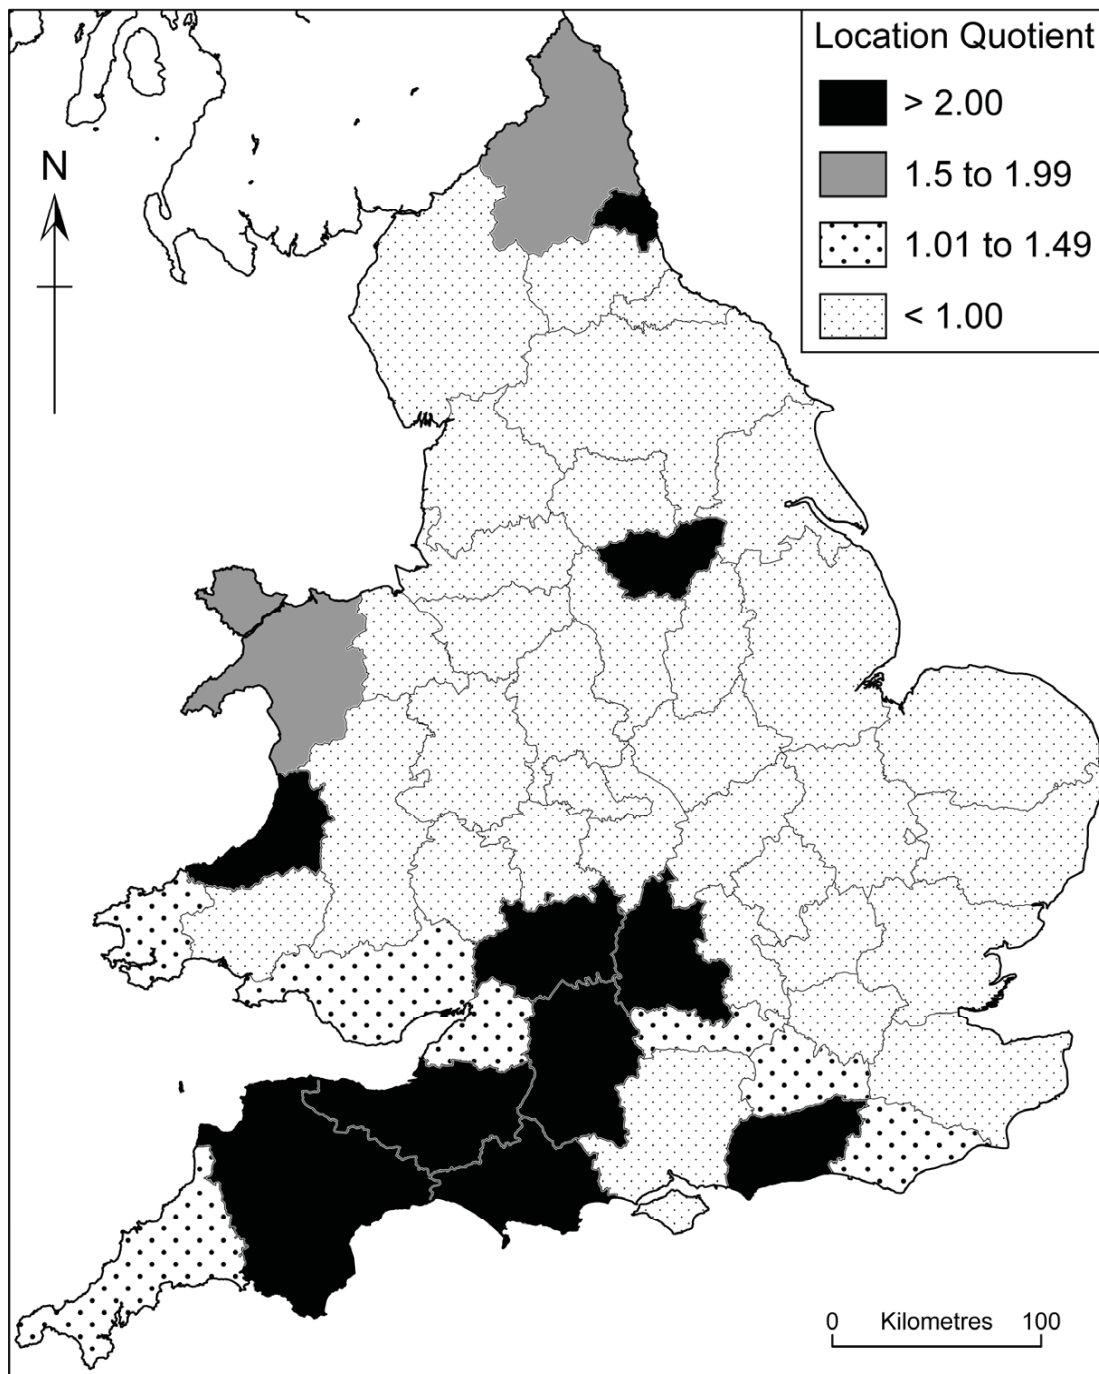 Location Quotient
> 2.00
1.5 to 1.99
1.01 to 1.49
< 1.00
N
0 Kilometres 100